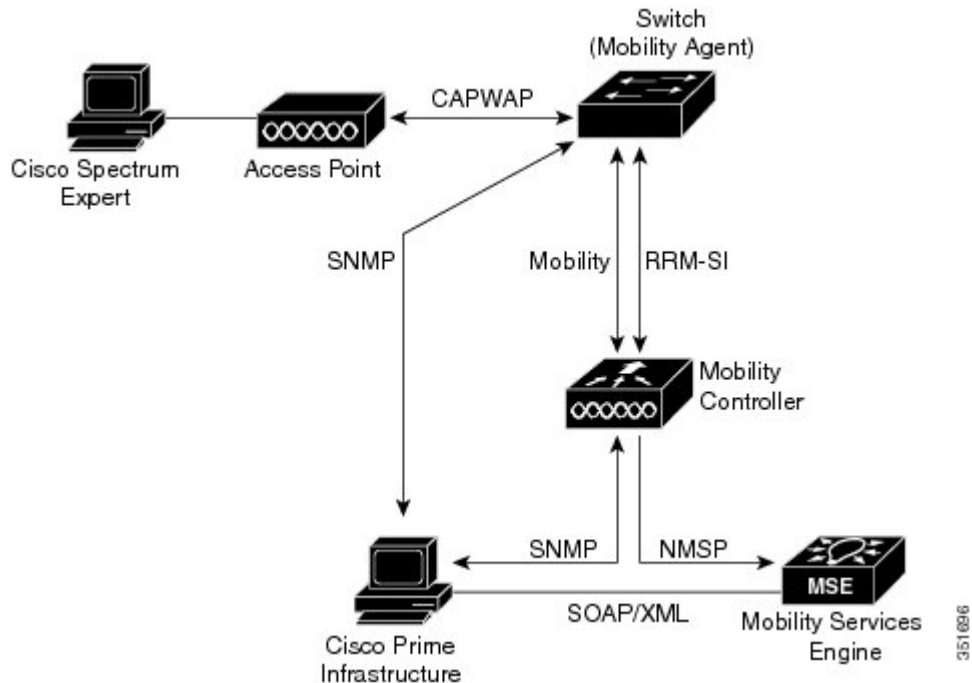 Switch
(Mobility Agent)
CAPWAP
Cisco Spectrum
Expert
Access Point
SNMP
Mobility
RRM-SI
Mobility
Controller
SNMP
NMSP
MSE
SOAP/XML
Mobility Services
Engine
Cisco Prime
Infrastructure
351696